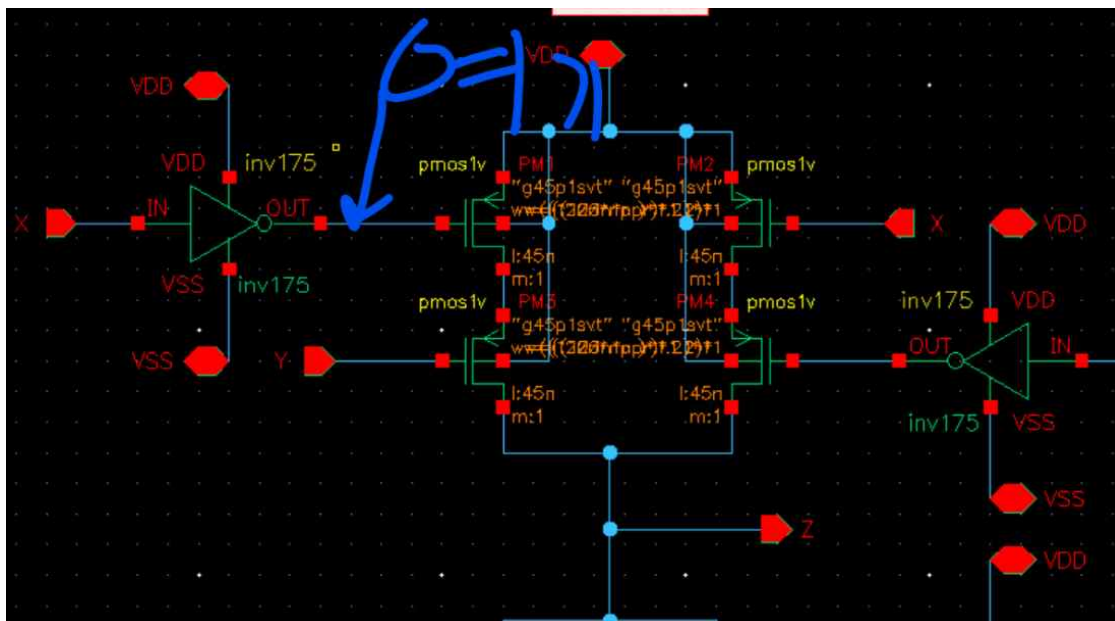 VDD
VDD
VDD
inv175
pmos1v
PM1
PM2
pmos1v
"g45p1svt"
"g45p1svt"
X
IN
OUT
X
VDD
VSS
inv175
l:45n
l:45n
m:1
m:1
inv175
VDD
pmos1v
PM3
PM4
pmos1v
"g45p1svt"
"g45p1svt"
VSS
Y
OUT
IN
l:45n
l:45n
m:1
m:1
inv175
VSS
VSS
Z
VDD